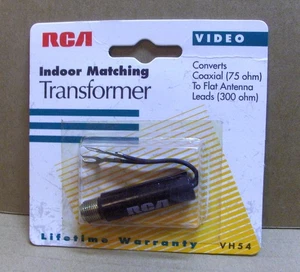 RCA
VIDEO
Indoor Matching
Transformer
Converts
Coaxial (75 ohm)
To Flat Antenna
Leads (300 ohm)
RCA
Lifetime Warranty
VH54